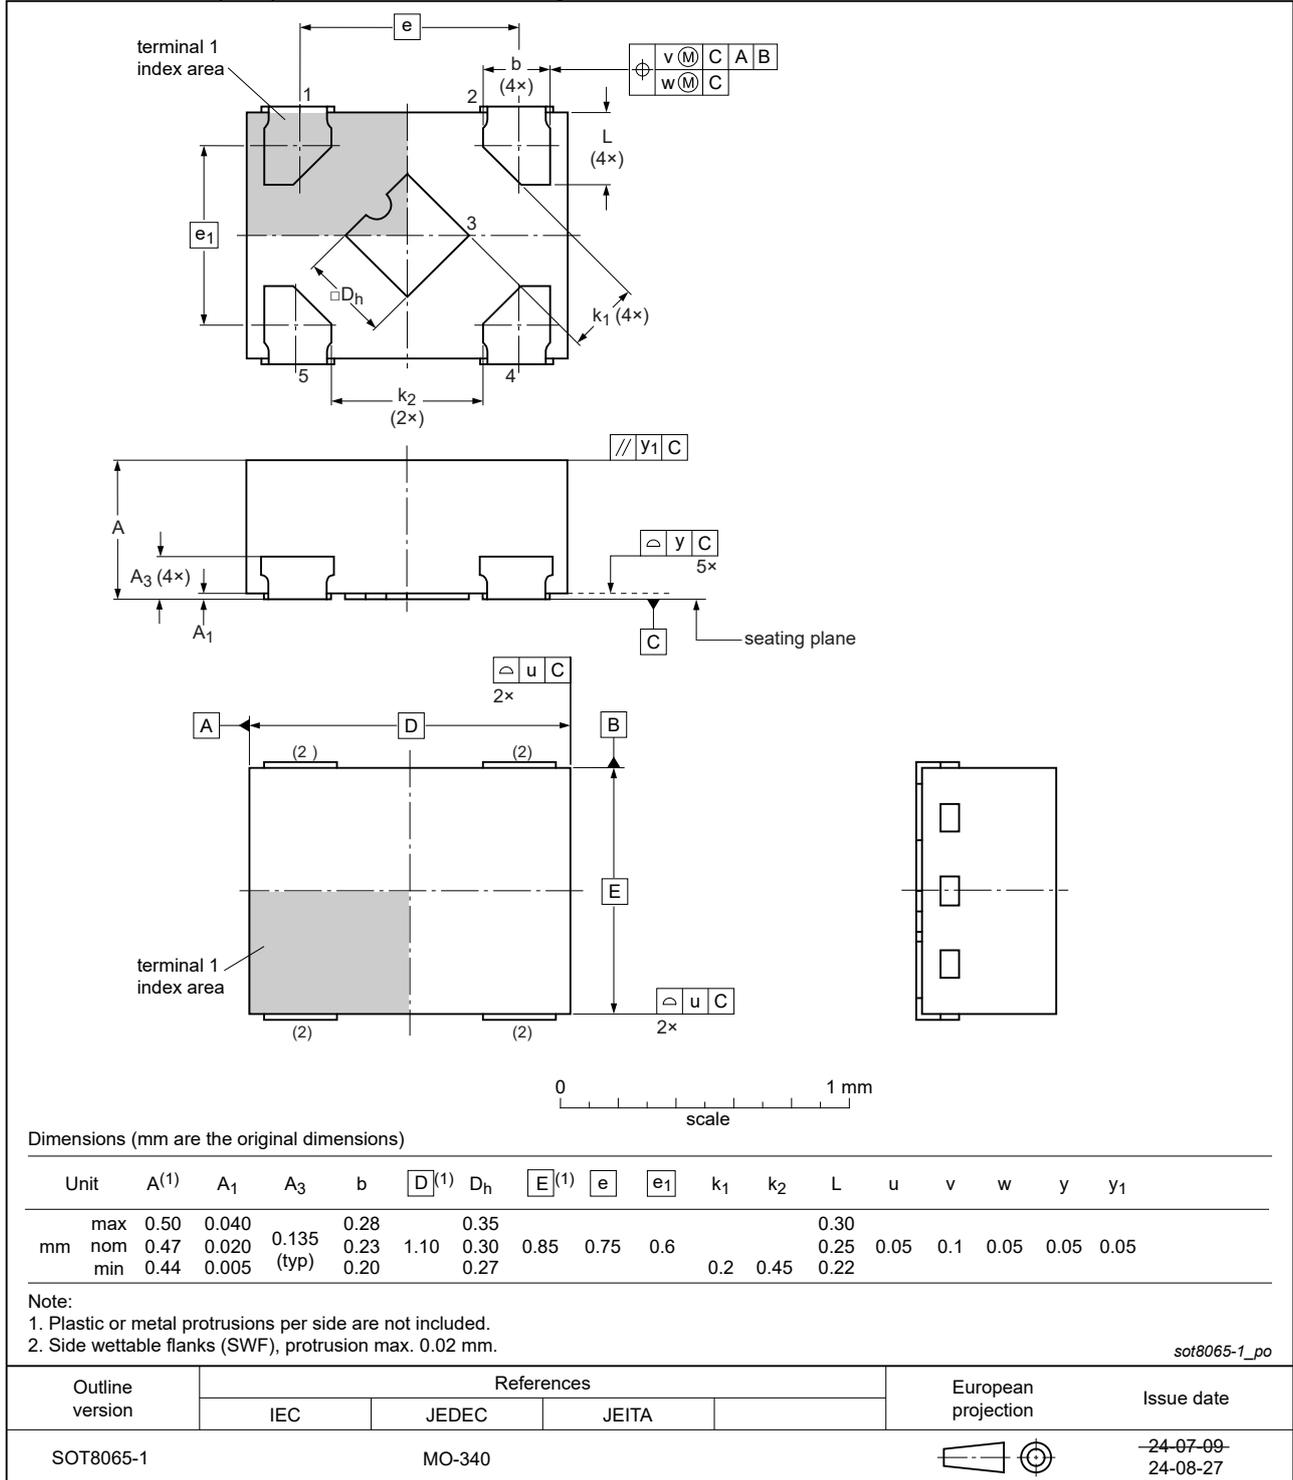 e
terminal 1
index area
b
(4×)
⌖ v Ⓜ C A B
w Ⓜ C
1
2
L
(4×)
3
e1
□Dh
k1 (4×)
5
4
k2
(2×)
// y1 C
A
⌓ y C
5×
A3 (4×)
A1
C
seating plane
⌓ u C
2×
A
D
B
(2 )
(2)
E
terminal 1
index area
⌓ u C
2×
(2)
(2)
0 1 mm
scale
Dimensions (mm are the original dimensions)
Unit A(1) A1 A3 b D(1) Dh E(1) e e1 k1 k2 L u v w y y1
max 0.50 0.040 0.28 0.35 0.30
mm nom 0.47 0.020 0.135 0.23 1.10 0.30 0.85 0.75 0.6 0.25 0.05 0.1 0.05 0.05 0.05
min 0.44 0.005 (typ) 0.20 0.27 0.2 0.45 0.22
Note:
1. Plastic or metal protrusions per side are not included.
2. Side wettable flanks (SWF), protrusion max. 0.02 mm.
sot8065-1_po
Outline
version
References
European
projection
Issue date
IEC JEDEC JEITA
SOT8065-1 MO-340
24-07-09
24-08-27